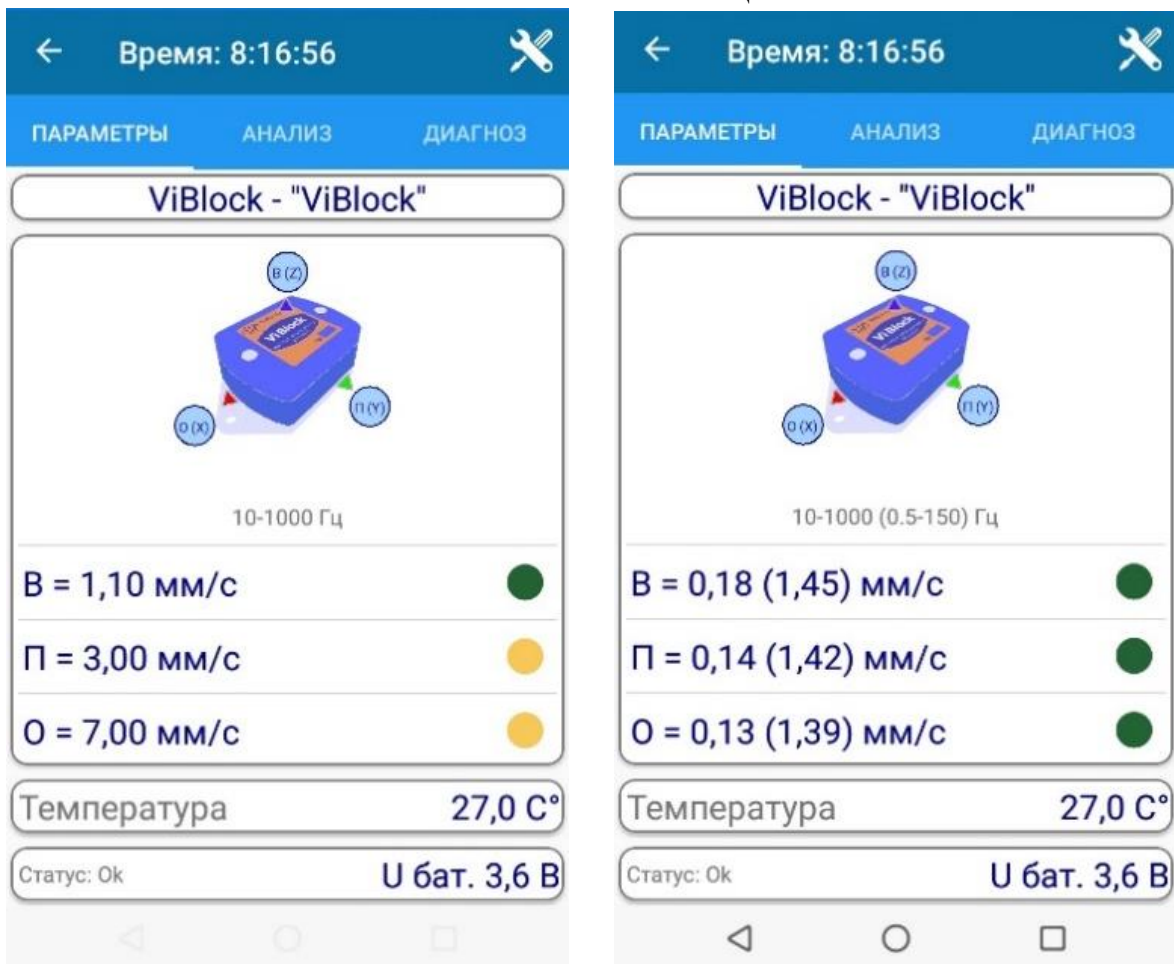 Время: 8:16:56
ПАРАМЕТРЫ АНАЛИЗ ДИАГНОЗ
ViBlock - "ViBlock"
В (Z)
ViBlock
О (X)
П (Y)
10-1000 Гц
В = 1,10 мм/с
П = 3,00 мм/с
О = 7,00 мм/с
Температура 27,0 C°
Статус: Ok U бат. 3,6 В
Время: 8:16:56
ПАРАМЕТРЫ АНАЛИЗ ДИАГНОЗ
ViBlock - "ViBlock"
В (Z)
ViBlock
О (X)
П (Y)
10-1000 (0.5-150) Гц
В = 0,18 (1,45) мм/с
П = 0,14 (1,42) мм/с
О = 0,13 (1,39) мм/с
Температура 27,0 C°
Статус: Ok U бат. 3,6 В